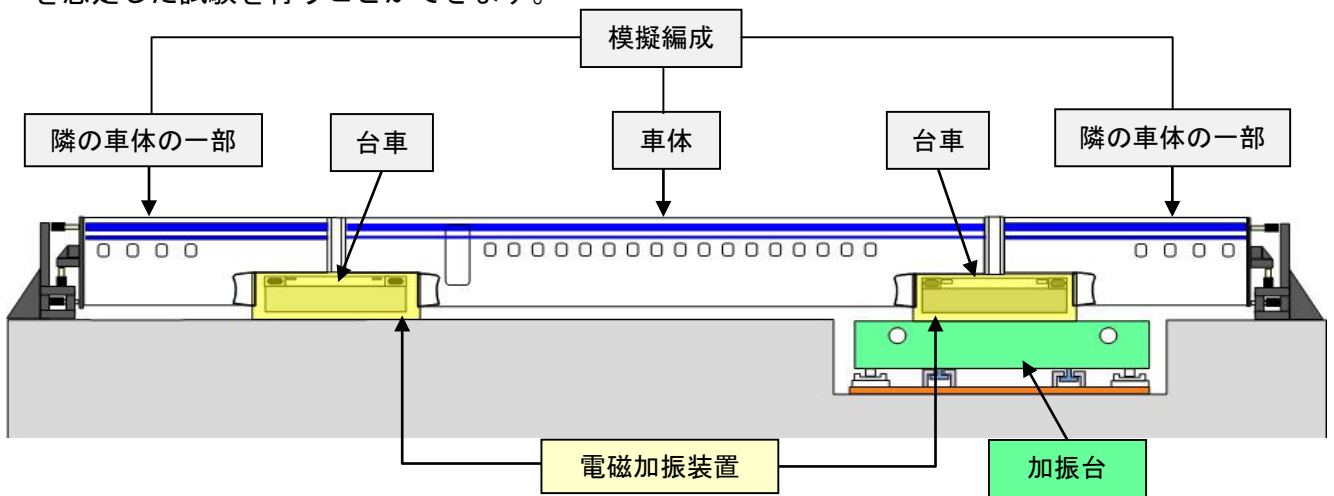 を想定した試験を行うことができます。
模擬編成
隣の車体の一部
台車
車体
台車
隣の車体の一部
電磁加振装置
加振台